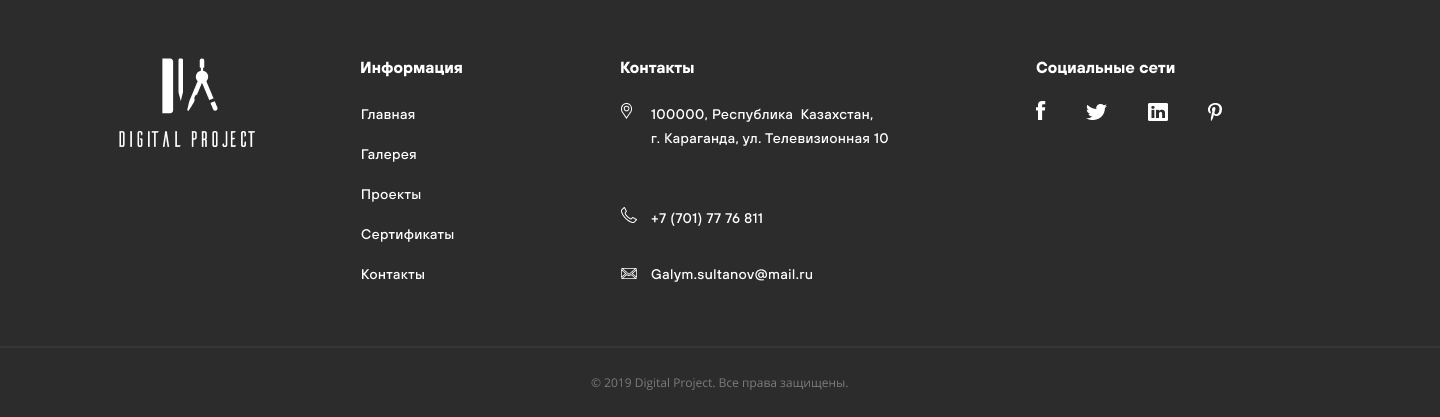 DIGITAL PROJECT
Информация
Главная
Галерея
Проекты
Сертификаты
Контакты
Контакты
100000, Республика  Казахстан,
г. Караганда, ул. Телевизионная 10
+7 (701) 77 76 811
Galym.sultanov@mail.ru
Социальные сети
© 2019 Digital Project. Все права защищены.